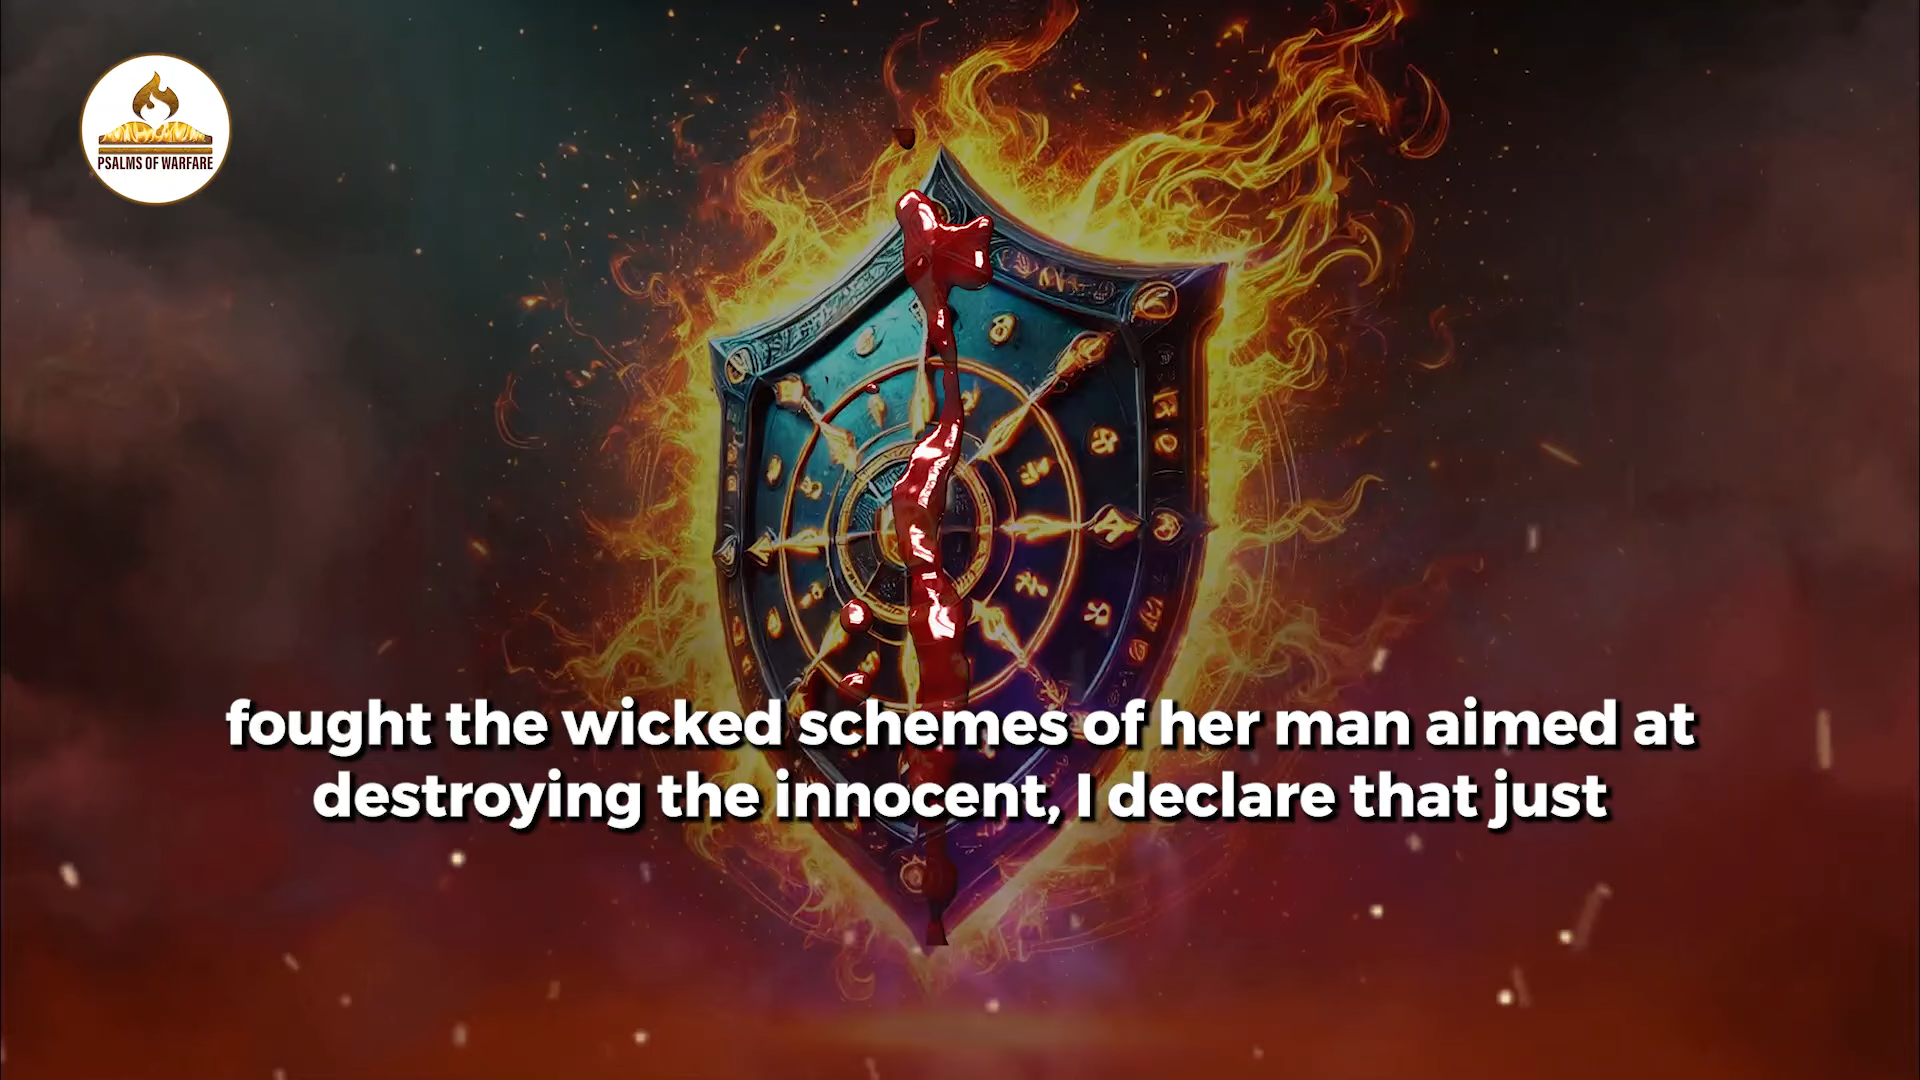 PSALMS OF WARFARE
fought the wicked schemes of her man aimed at
destroying the innocent, I declare that just